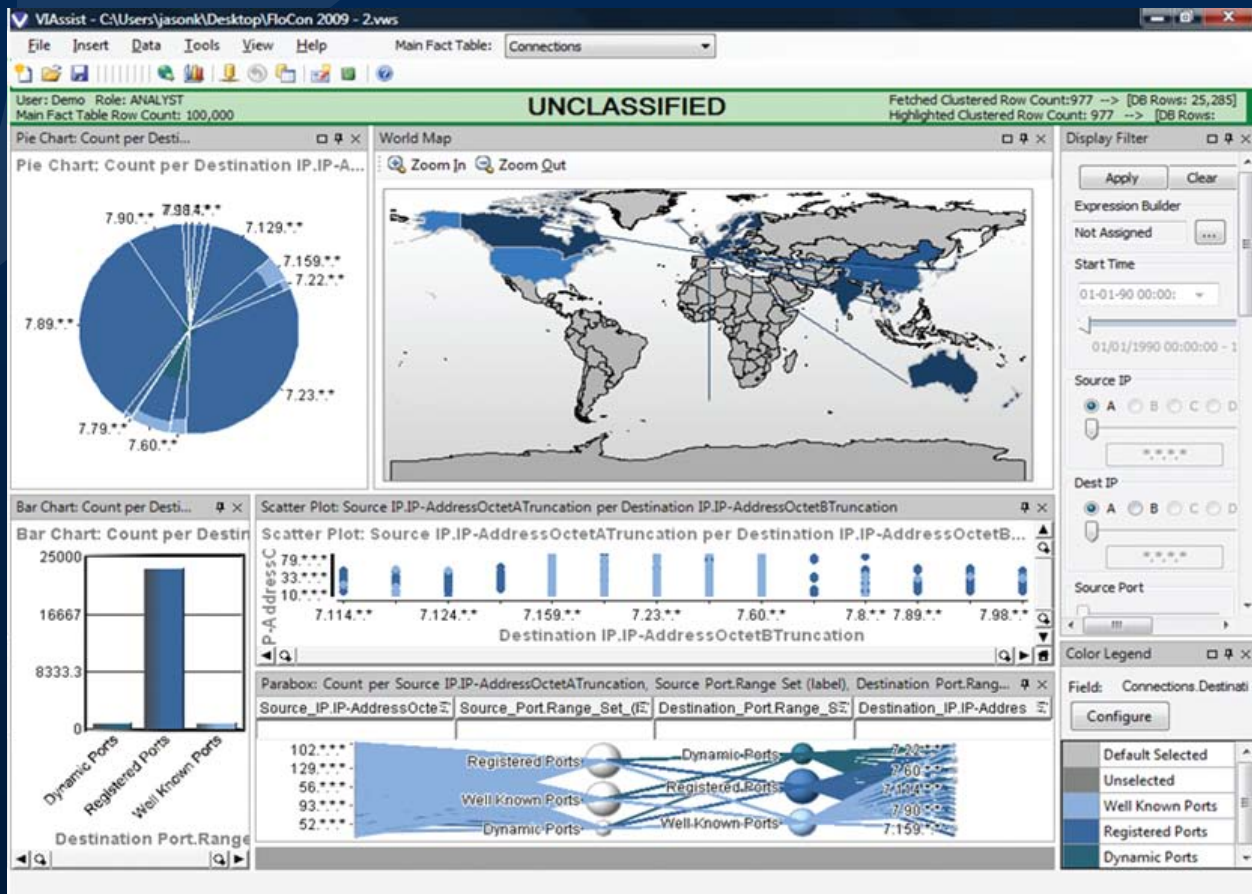 VIAssist - C:\Users\jasonk\Desktop\FloCon 2009 - 2.vws
File Insert Data Tools View Help Main Fact Table: Connections
User: Demo Role: ANALYST
Main Fact Table Row Count: 100,000
UNCLASSIFIED
Fetched Clustered Row Count:977 --> [DB Rows: 25,285]
Highlighted Clustered Row Count: 977 --> [DB Rows:
Pie Chart: Count per Desti...
Pie Chart: Count per Destination IP.IP-A...
7.90.*.*
7.129.*.*
7.159.*.*
7.22.*.*
7.89.*.*
7.23.*.*
7.79.*.*
7.60.*.*
World Map
Zoom In Zoom Out
Display Filter
Apply Clear
Expression Builder
Not Assigned ...
Start Time
01-01-90 00:00:
01/01/1990 00:00:00 - 1
Source IP
A B C D
*.*.*.*
Dest IP
A B C D
*.*.*.*
Source Port
Bar Chart: Count per Desti...
Bar Chart: Count per Destin
25000
16667
8333.3
0
Dynamic Ports
Registered Ports
Well Known Ports
Destination Port.Range
Scatter Plot: Source IP.IP-AddressOctetATruncation per Destination IP.IP-AddressOctetBTruncation
Scatter Plot: Source IP.IP-AddressOctetATruncation per Destination IP.IP-AddressOctetB...
P-AddressC
79.*.*.*
33.*.*.*
10.*.*.*
7.114.*.* 7.124.*.* 7.159.*.* 7.23.*.* 7.60.*.* 7.8.*.* 7.89.*.* 7.98.*.*
Destination IP.IP-AddressOctetBTruncation
Parabox: Count per Source IP.IP-AddressOctetATruncation, Source Port.Range Set (label), Destination Port.Rang...
Source_IP.IP-AddressOcte Source_Port.Range_Set_( Destination_Port.Range_S Destination_IP.IP-Addres
102.*.*.*
129.*.*.*
56.*.*.*
93.*.*.*
52.*.*.*
Registered Ports
Well Known Ports
Dynamic Ports
Dynamic Ports
Registered Ports
Well Known Ports
7.22.*.*
7.60.*.*
7.114.*.*
7.90.*.*
7.159.*.*
Color Legend
Field: Connections.Destinati
Configure
Default Selected
Unselected
Well Known Ports
Registered Ports
Dynamic Ports